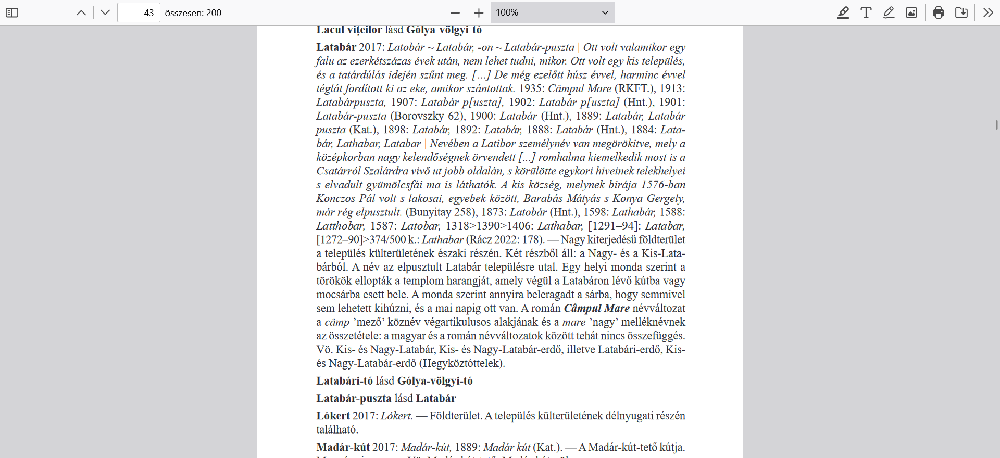 43 összesen: 200 100%
Lacul vițeilor lásd Gólya-völgyi-tó
Latabár 2017: Latobár ~ Latabár, -on ~ Latabár-puszta | Ott volt valamikor egy
falu az ezerkétszázas évek után, nem lehet tudni, mikor. Ott volt egy kis település,
és a tatárdúlás idején szűnt meg. [...] De még ezelőtt húsz évvel, harminc évvel
téglát fordított ki az eke, amikor szántottak. 1935: Câmpul Mare (RKFT.), 1913:
Latabárpuszta, 1907: Latabár p[uszta], 1902: Latabár p[uszta] (Hnt.), 1901:
Latabár-puszta (Borovszky 62), 1900: Latabár (Hnt.), 1889: Latabár, Latabár
puszta (Kat.), 1898: Latabár, 1892: Latabár, 1888: Latabár (Hnt.), 1884: Lata-
bár, Lathabar, Latabar | Nevében a Latibor személynév van megörökitve, mely a
középkorban nagy kelendőségnek örvendett [...] romhalma kiemelkedik most is a
Csatárról Szalárdra vivő ut jobb oldalán, s körülötte egykori hiveinek telekhelyei
s elvadult gyümölcsfái ma is láthatók. A kis község, melynek birája 1576-ban
Konczos Pál volt s lakosai, egyebek között, Barabás Mátyás s Konya Gergely,
már rég elpusztult. (Bunyitay 258), 1873: Latobár (Hnt.), 1598: Lathabár, 1588:
Latthobar, 1587: Latobar, 1318>1390>1406: Lathabar, [1291–94]: Latabar,
[1272–90]>374/500 k.: Lathabar (Rácz 2022: 178). — Nagy kiterjedésű földterület
a település külterületének északi részén. Két részből áll: a Nagy- és a Kis-Lata-
bárból. A név az elpusztult Latabár településre utal. Egy helyi monda szerint a
törökök ellopták a templom harangját, amely végül a Latabáron lévő kútba vagy
mocsárba esett bele. A monda szerint annyira beleragadt a sárba, hogy semmivel
sem lehetett kihúzni, és a mai napig ott van. A román Câmpul Mare névváltozat
a câmp ’mező’ köznév végartikulusos alakjának és a mare ’nagy’ melléknévnek
az összetétele: a magyar és a román névváltozatok között tehát nincs összefüggés.
Vö. Kis- és Nagy-Latabár, Kis- és Nagy-Latabár-erdő, illetve Latabári-erdő, Kis-
és Nagy-Latabár-erdő (Hegyköztóttelek).
Latabári-tó lásd Gólya-völgyi-tó
Latabár-puszta lásd Latabár
Lókert 2017: Lókert. — Földterület. A település külterületének délnyugati részén
található.
Madár-kút 2017: Madár-kút, 1889: Madár kút (Kat.). — A Madár-kút-tető kútja.